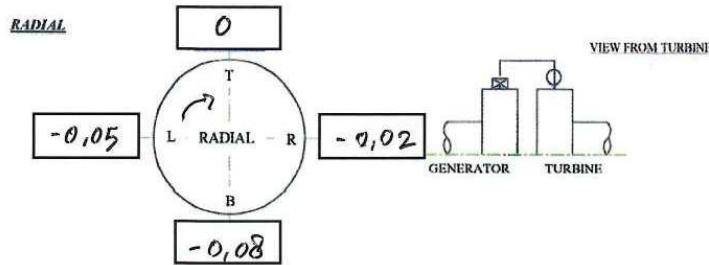 RADIAL
0
VIEW FROM TURBINE
T
-0,05
L RADIAL R
-0,02
B
-0,08
GENERATOR TURBINE